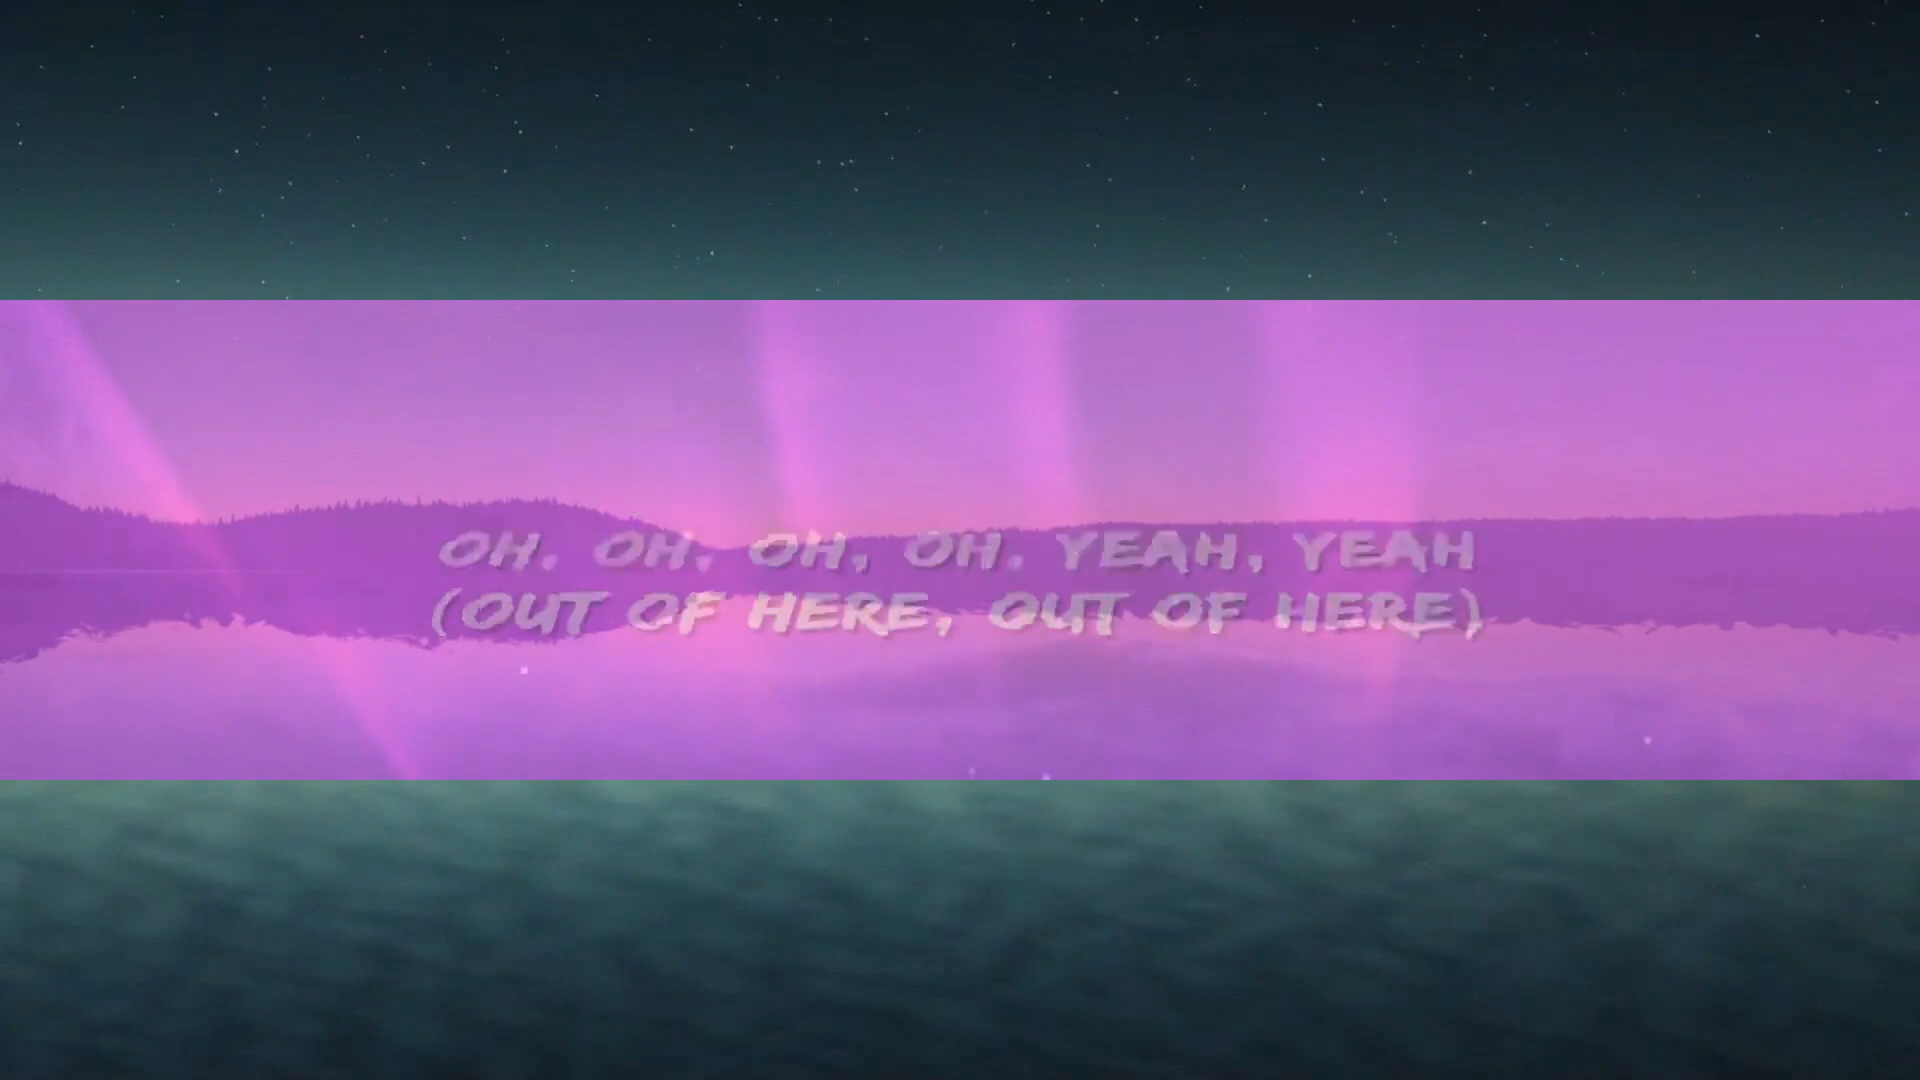 OH. OH. OH, OH. YEAH, YEAH
(OUT OF HERE, OUT OF HERE)